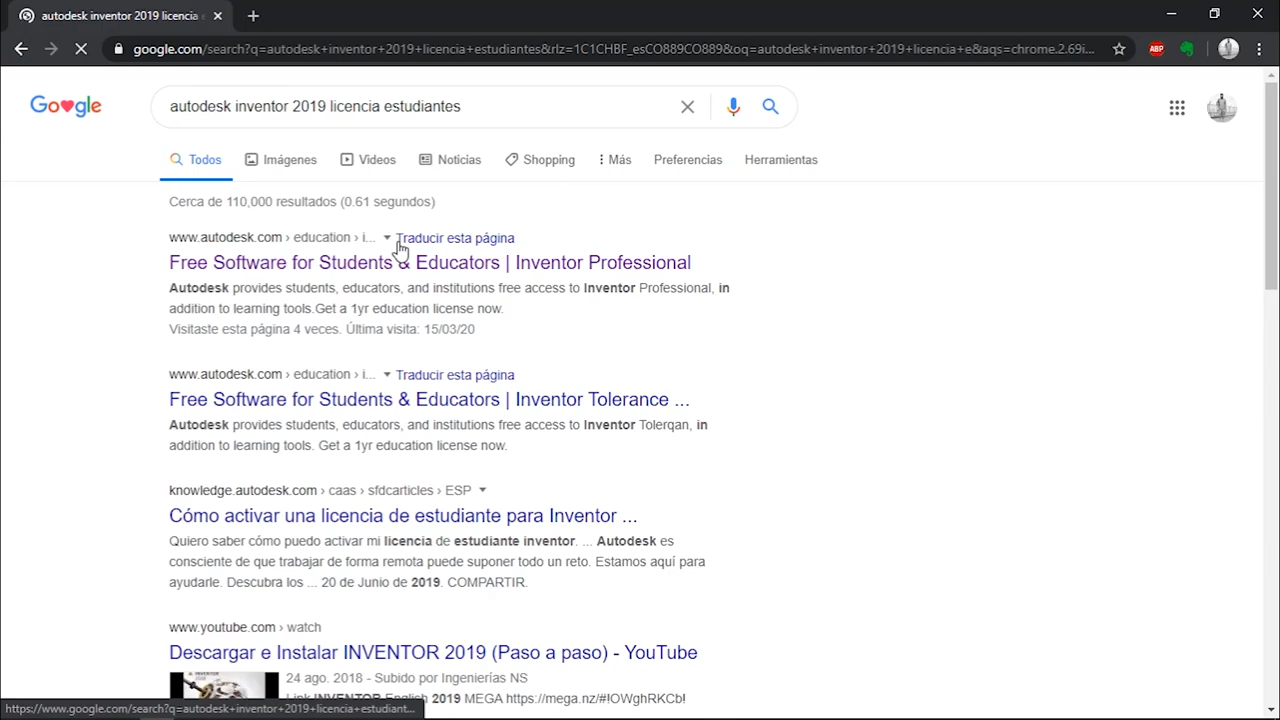 autodesk inventor 2019 licencia e
google.com/search?q=autodesk+inventor+2019+licencia+estudiantes&rlz=1C1CHBF_esCO889CO889&oq=autodesk+inventor+2019+licencia+e&aqs=chrome.2.69i...
ABP
Google
autodesk inventor 2019 licencia estudiantes
Todos Imágenes Videos Noticias Shopping Más Preferencias Herramientas
Cerca de 110,000 resultados (0.61 segundos)
www.autodesk.com › education › i... Traducir esta página
Free Software for Students & Educators | Inventor Professional
Autodesk provides students, educators, and institutions free access to Inventor Professional, in
addition to learning tools.Get a 1yr education license now.
Visitaste esta página 4 veces. Última visita: 15/03/20
www.autodesk.com › education › i... Traducir esta página
Free Software for Students & Educators | Inventor Tolerance ...
Autodesk provides students, educators, and institutions free access to Inventor Tolerqan, in
addition to learning tools. Get a 1yr education license now.
knowledge.autodesk.com › caas › sfdcarticles › ESP
Cómo activar una licencia de estudiante para Inventor ...
Quiero saber cómo puedo activar mi licencia de estudiante inventor. ... Autodesk es
consciente de que trabajar de forma remota puede suponer todo un reto. Estamos aquí para
ayudarle. Descubra los ... 20 de Junio de 2019. COMPARTIR.
www.youtube.com › watch
Descargar e Instalar INVENTOR 2019 (Paso a paso) - YouTube
24 ago. 2018 - Subido por Ingenierías NS
Link INVENTOR English 2019 MEGA https://mega.nz/#!OWghRKCb!
https://www.google.com/search?q=autodesk+inventor+2019+licencia+estudiant...